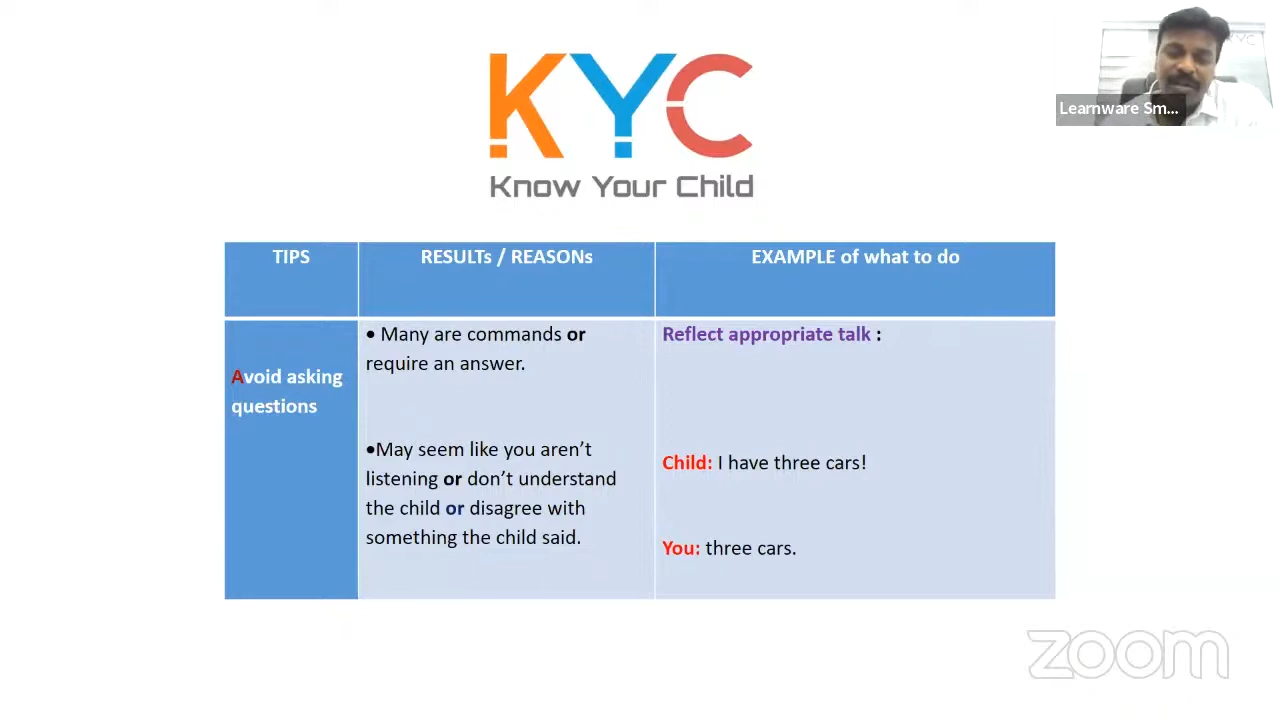 KYC
Know Your Child
KYC
Learnware Sm...
TIPS
RESULTs / REASONs
EXAMPLE of what to do
Avoid asking
questions
• Many are commands or
require an answer.
•May seem like you aren’t
listening or don’t understand
the child or disagree with
something the child said.
Reflect appropriate talk :
Child: I have three cars!
You: three cars.
zoom